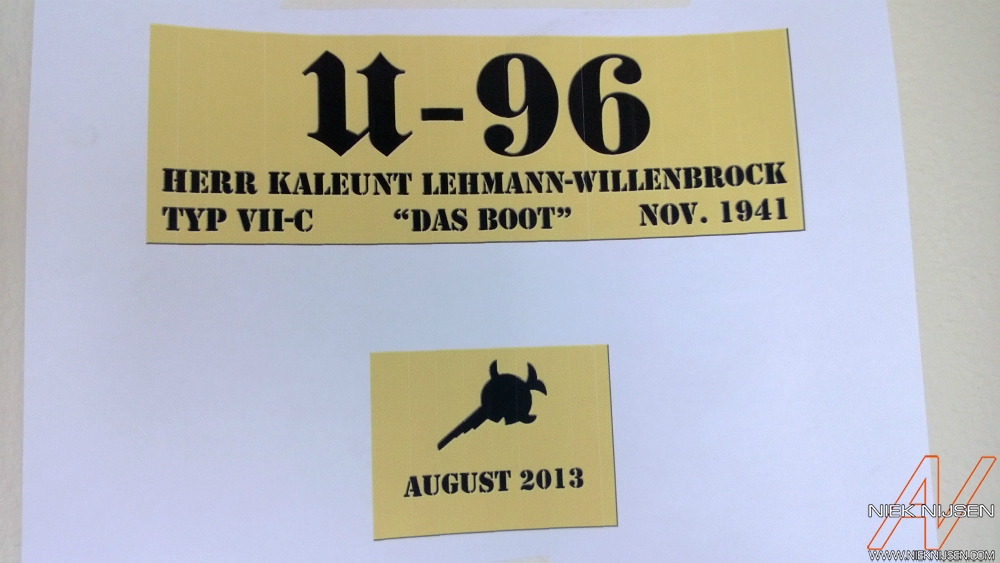 U-96
HERR KALEUNT LEHMANN-WILLENBROCK
TYP VII-C “DAS BOOT” NOV. 1941
AUGUST 2013
NIEK NIJSEN
WWW.NIEKNIJSEN.COM